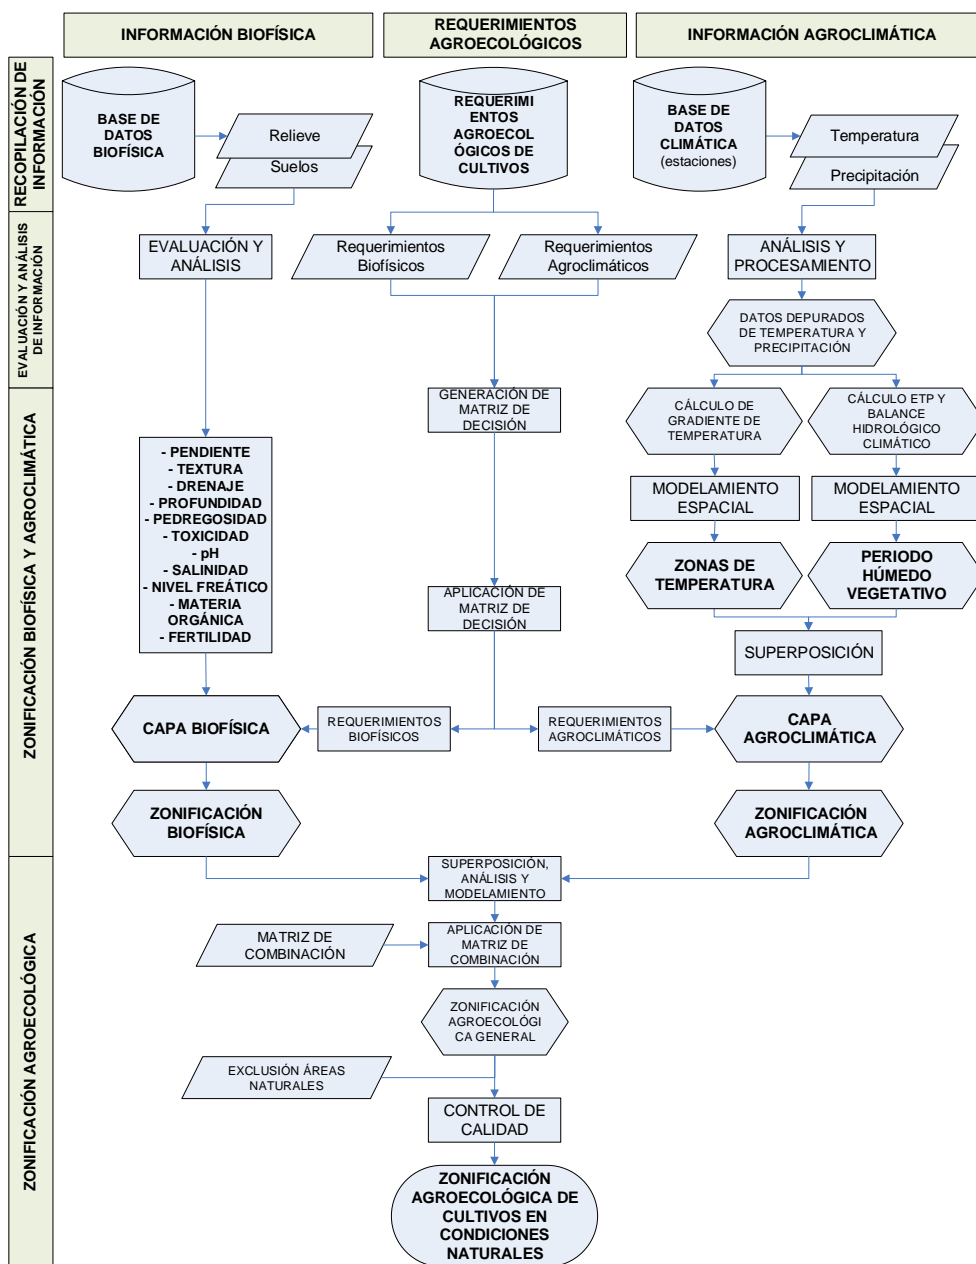 INFORMACIÓN BIOFÍSICA
REQUERIMIENTOS
AGROECOLÓGICOS
INFORMACIÓN AGROCLIMÁTICA
RECOPILACIÓN DE
INFORMACIÓN
BASE DE
DATOS
BIOFÍSICA
Relieve
Suelos
REQUERIMI
ENTOS
AGROECOL
ÓGICOS DE
CULTIVOS
BASE DE
DATOS
CLIMÁTICA
(estaciones)
Temperatura
Precipitación
EVALUACIÓN Y ANÁLISIS
DE INFORMACIÓN
EVALUACIÓN Y
ANÁLISIS
Requerimientos
Biofísicos
Requerimientos
Agroclimáticos
ANÁLISIS Y
PROCESAMIENTO
DATOS DEPURADOS
DE TEMPERATURA Y
PRECIPITACIÓN
ZONIFICACIÓN BIOFÍSICA Y AGROCLIMÁTICA
GENERACIÓN DE
MATRIZ DE
DECISIÓN
CÁLCULO DE
GRADIENTE DE
TEMPERATURA
CÁLCULO ETP Y
BALANCE
HIDROLÓGICO
CLIMÁTICO
- PENDIENTE
- TEXTURA
- DRENAJE
- PROFUNDIDAD
- PEDREGOSIDAD
- TOXICIDAD
- pH
- SALINIDAD
- NIVEL FREÁTICO
- MATERIA
ORGÁNICA
- FERTILIDAD
MODELAMIENTO
ESPACIAL
MODELAMIENTO
ESPACIAL
ZONAS DE
TEMPERATURA
PERIODO
HÚMEDO
VEGETATIVO
APLICACIÓN DE
MATRIZ DE
DECISIÓN
SUPERPOSICIÓN
CAPA BIOFÍSICA
REQUERIMIENTOS
BIOFÍSICOS
REQUERIMIENTOS
AGROCLIMÁTICOS
CAPA
AGROCLIMÁTICA
ZONIFICACIÓN
BIOFÍSICA
ZONIFICACIÓN
AGROCLIMÁTICA
ZONIFICACIÓN AGROECOLÓGICA
SUPERPOSICIÓN,
ANÁLISIS Y
MODELAMIENTO
MATRIZ DE
COMBINACIÓN
APLICACIÓN DE
MATRIZ DE
COMBINACIÓN
ZONIFICACIÓN
AGROECOLÓGI
CA GENERAL
EXCLUSIÓN ÁREAS
NATURALES
CONTROL DE
CALIDAD
ZONIFICACIÓN
AGROECOLÓGICA DE
CULTIVOS EN
CONDICIONES
NATURALES